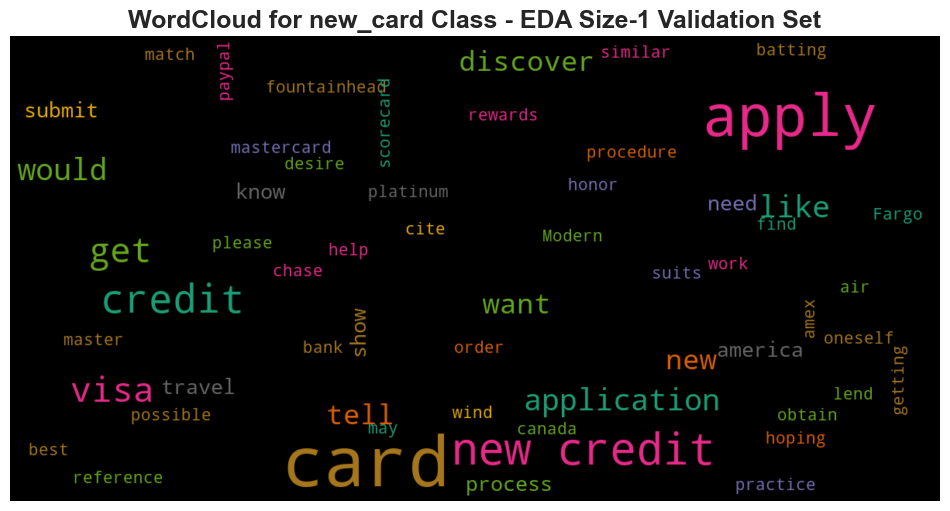 WordCloud for new_card Class - EDA Size-1 Validation Set
match
paypal
fountainhead
discover
similar
batting
submit
scorecard
rewards
apply
mastercard
desire
procedure
would
know
platinum
honor
need
like
find
Fargo
cite
get
please
help
Modern
chase
suits
work
credit
want
air
amex
master
bank
show
order
new
america
oneself
getting
visa
travel
possible
tell
may
wind
application
canada
lend
obtain
best
card
new credit
hoping
reference
process
practice